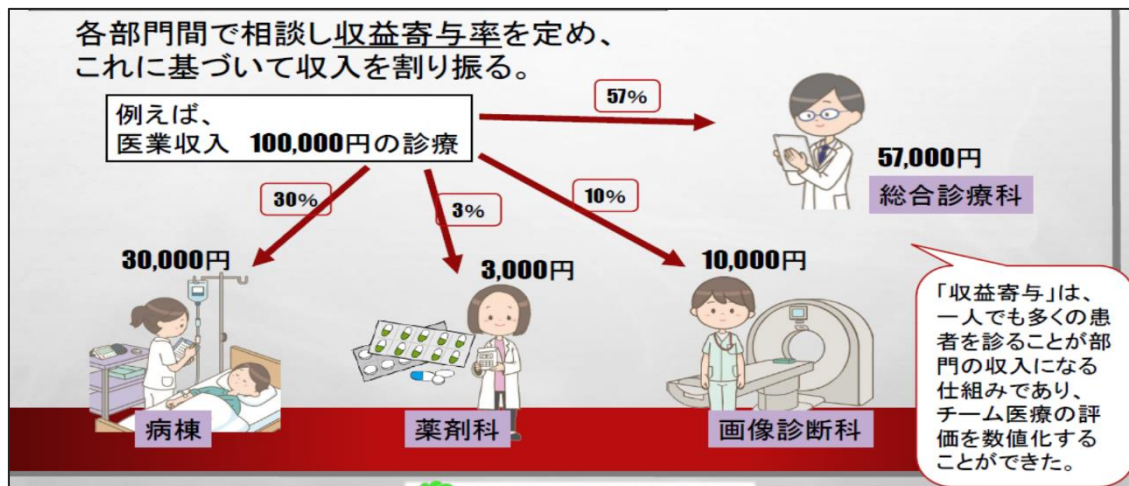 各部門間で相談し収益寄与率を定め、
これに基づいて収入を割り振る。
例えば、
医業収入 100,000円の診療
57%
30%
3%
10%
57,000円
総合診療科
30,000円
3,000円
10,000円
病棟
薬剤科
画像診断科
「収益寄与」は、
一人でも多くの患
者を診ることが部
門の収入になる
仕組みであり、
チーム医療の評
価を数値化する
ことができた。